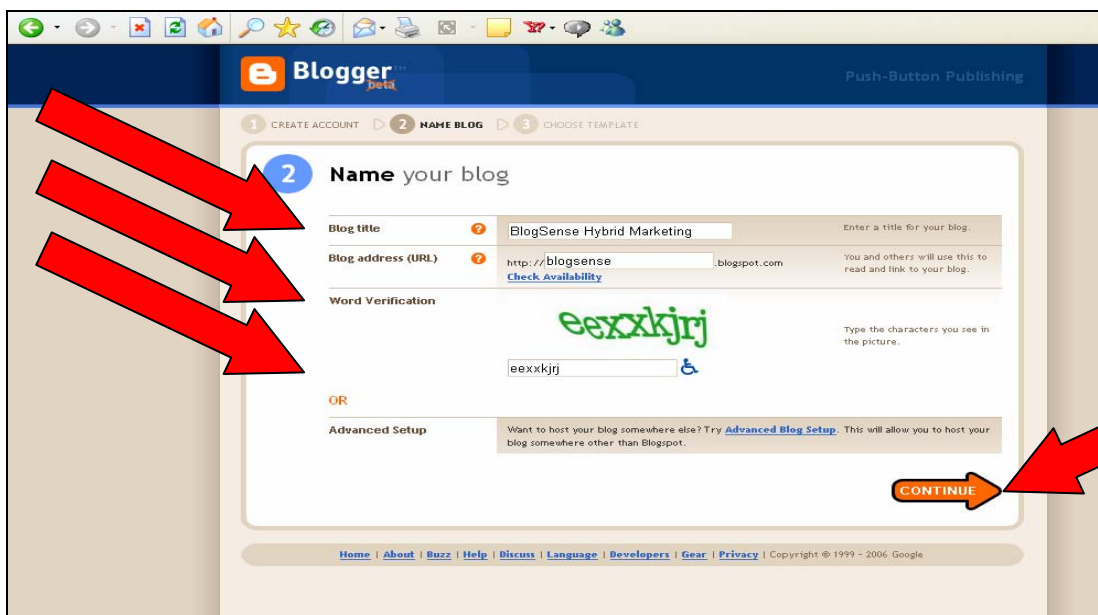 Blogger™
beta
Push-Button Publishing
1 CREATE ACCOUNT 2 NAME BLOG 3 CHOOSE TEMPLATE
2 Name your blog
Blog title ? BlogSense Hybrid Marketing Enter a title for your blog.
Blog address (URL) ? http:// blogsense .blogspot.com You and others will use this to
Check Availability read and link to your blog.
Word Verification
eexxkjrj
Type the characters you see in
the picture.
eexxkjrj
OR
Advanced Setup Want to host your blog somewhere else? Try Advanced Blog Setup. This will allow you to host your
blog somewhere other than Blogspot.
CONTINUE
Home | About | Buzz | Help | Discuss | Language | Developers | Gear | Privacy | Copyright © 1999 - 2006 Google